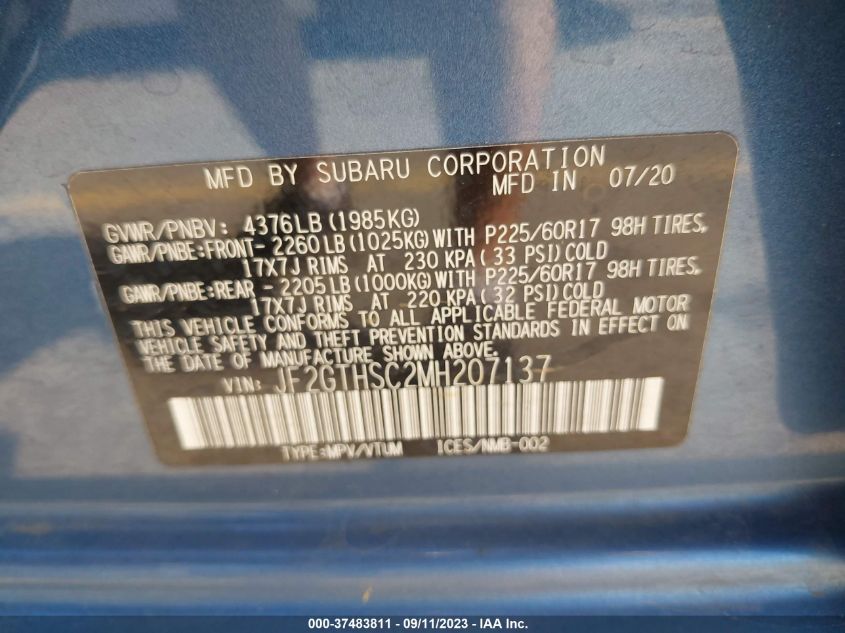 MFD BY SUBARU CORPORATION
MFD IN 07/20
GVWR/PNBV: 4376LB (1985KG)
GAWR/PNBE:FRONT- 2260LB (1025KG) WITH P225/60R17 98H TIRES,
17X7J RIMS AT 230 KPA ( 33 PSI) COLD
GAWR/PNBE:REAR - 2205LB (1000KG) WITH P225/60R17 98H TIRES,
17X7J RIMS AT 220 KPA ( 32 PSI) COLD
THIS VEHICLE CONFORMS TO ALL APPLICABLE FEDERAL MOTOR
VEHICLE SAFETY AND THEFT PREVENTION STANDARDS IN EFFECT ON
THE DATE OF MANUFACTURE SHOWN ABOVE.
VIN: JF2GTHSC2MH207137
TYPE:MPV/VTUM ICES/NMB-002
000-37483811 - 09/11/2023 - IAA Inc.